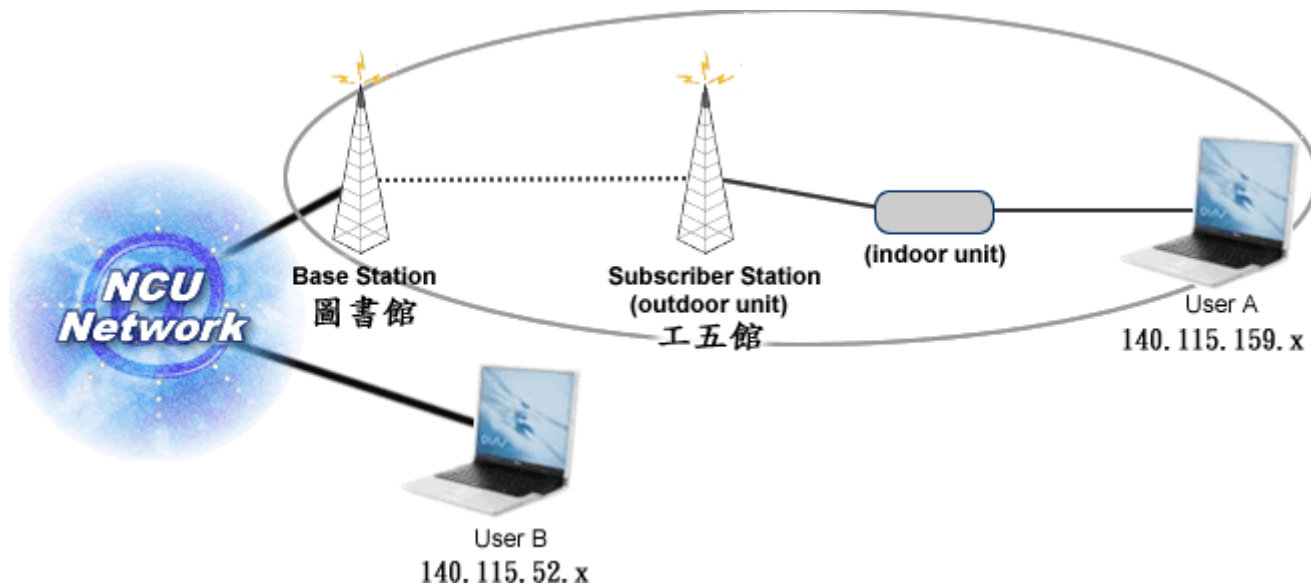 NCU
Network
Base Station
圖書館
Subscriber Station
(outdoor unit)
工五館
(indoor unit)
User A
140.115.159.x
User B
140.115.52.x